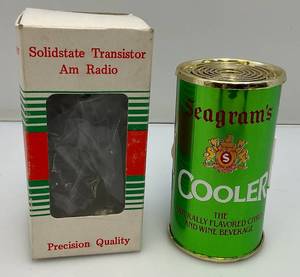 Solidstate Transistor
Am Radio
Precision Quality
Seagram's
S
COOLER
THE
NATURALLY FLAVORED CITRUS
AND WINE BEVERAGE